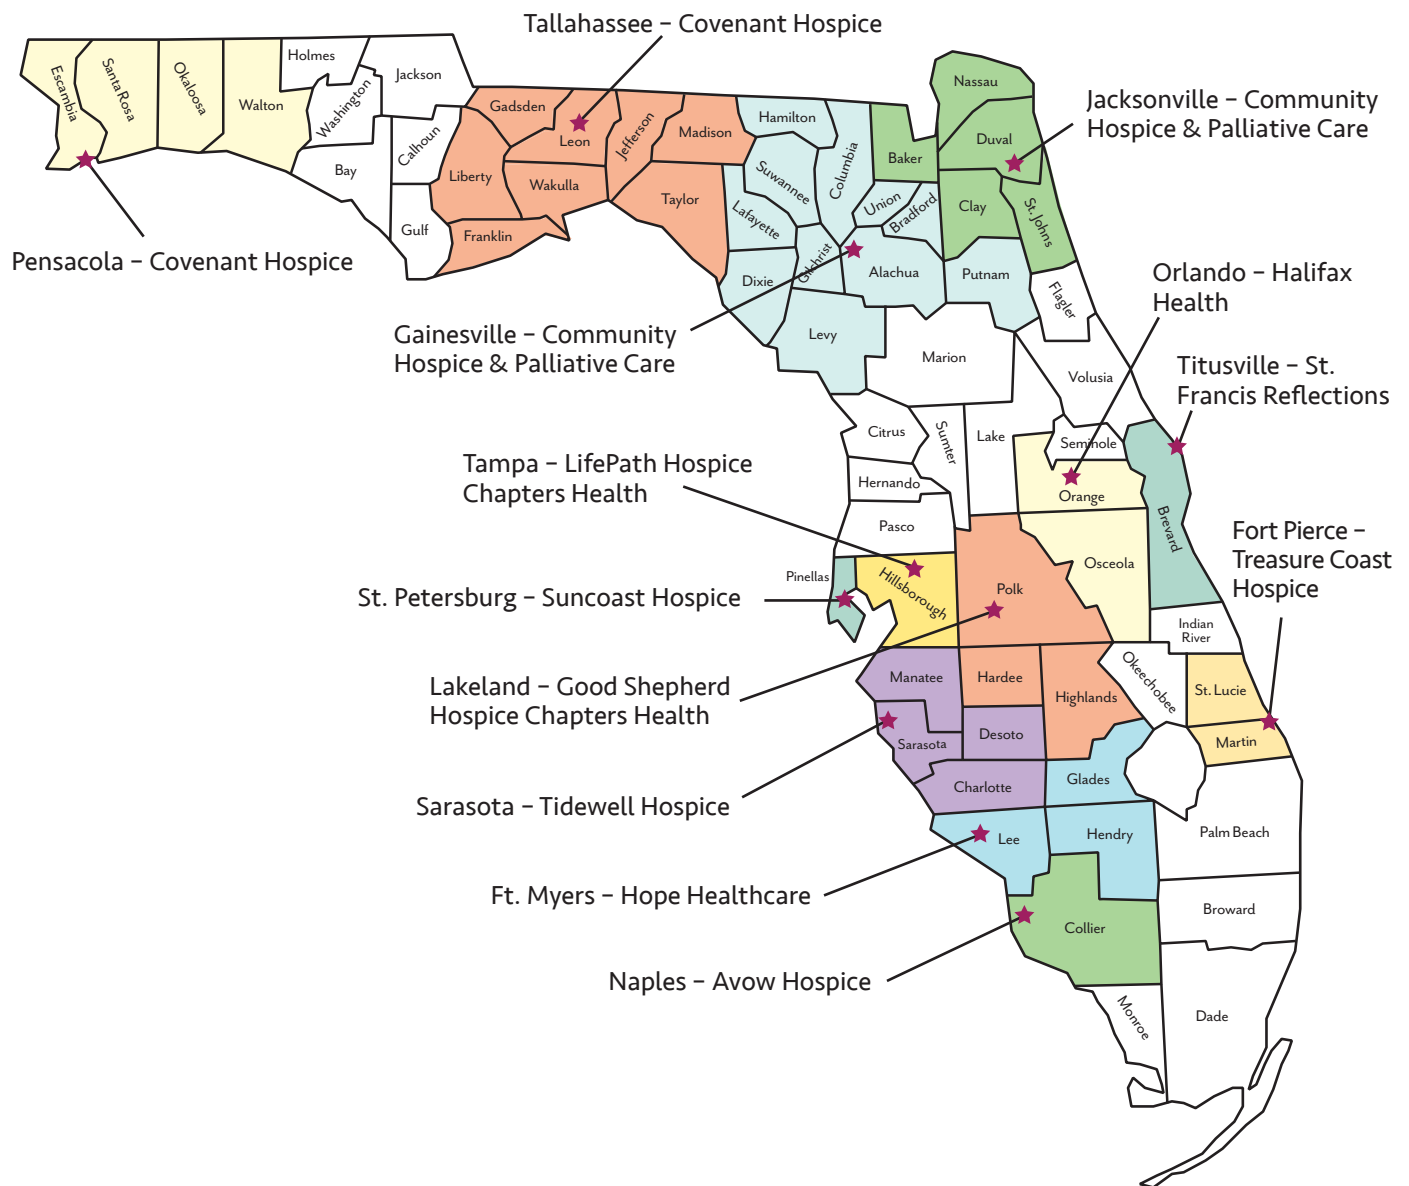 Tallahassee – Covenant Hospice
Holmes
Jackson
Escambia
Santa Rosa
Okaloosa
Walton
Washington
Bay
Calhoun
Gulf
Gadsden
Leon
Jefferson
Madison
Liberty
Wakulla
Franklin
Taylor
Hamilton
Suwannee
Columbia
Lafayette
Baker
Nassau
Duval
Union
Bradford
Clay
St. Johns
Dixie
Gilchrist
Alachua
Putnam
Flagler
Levy
Marion
Volusia
Jacksonville – Community
Hospice & Palliative Care
Pensacola – Covenant Hospice
Gainesville – Community
Hospice & Palliative Care
Orlando – Halifax
Health
Titusville – St.
Francis Reflections
Citrus
Sumter
Lake
Seminole
Orange
Hernando
Pasco
Brevard
Osceola
Tampa – LifePath Hospice
Chapters Health
Fort Pierce –
Treasure Coast
Hospice
Pinellas
Hillsborough
Polk
St. Petersburg – Suncoast Hospice
Indian
River
Manatee
Hardee
Highlands
Okeechobee
St. Lucie
Lakeland – Good Shepherd
Hospice Chapters Health
Sarasota
Desoto
Martin
Charlotte
Glades
Sarasota – Tidewell Hospice
Lee
Hendry
Palm Beach
Ft. Myers – Hope Healthcare
Collier
Broward
Naples – Avow Hospice
Monroe
Dade